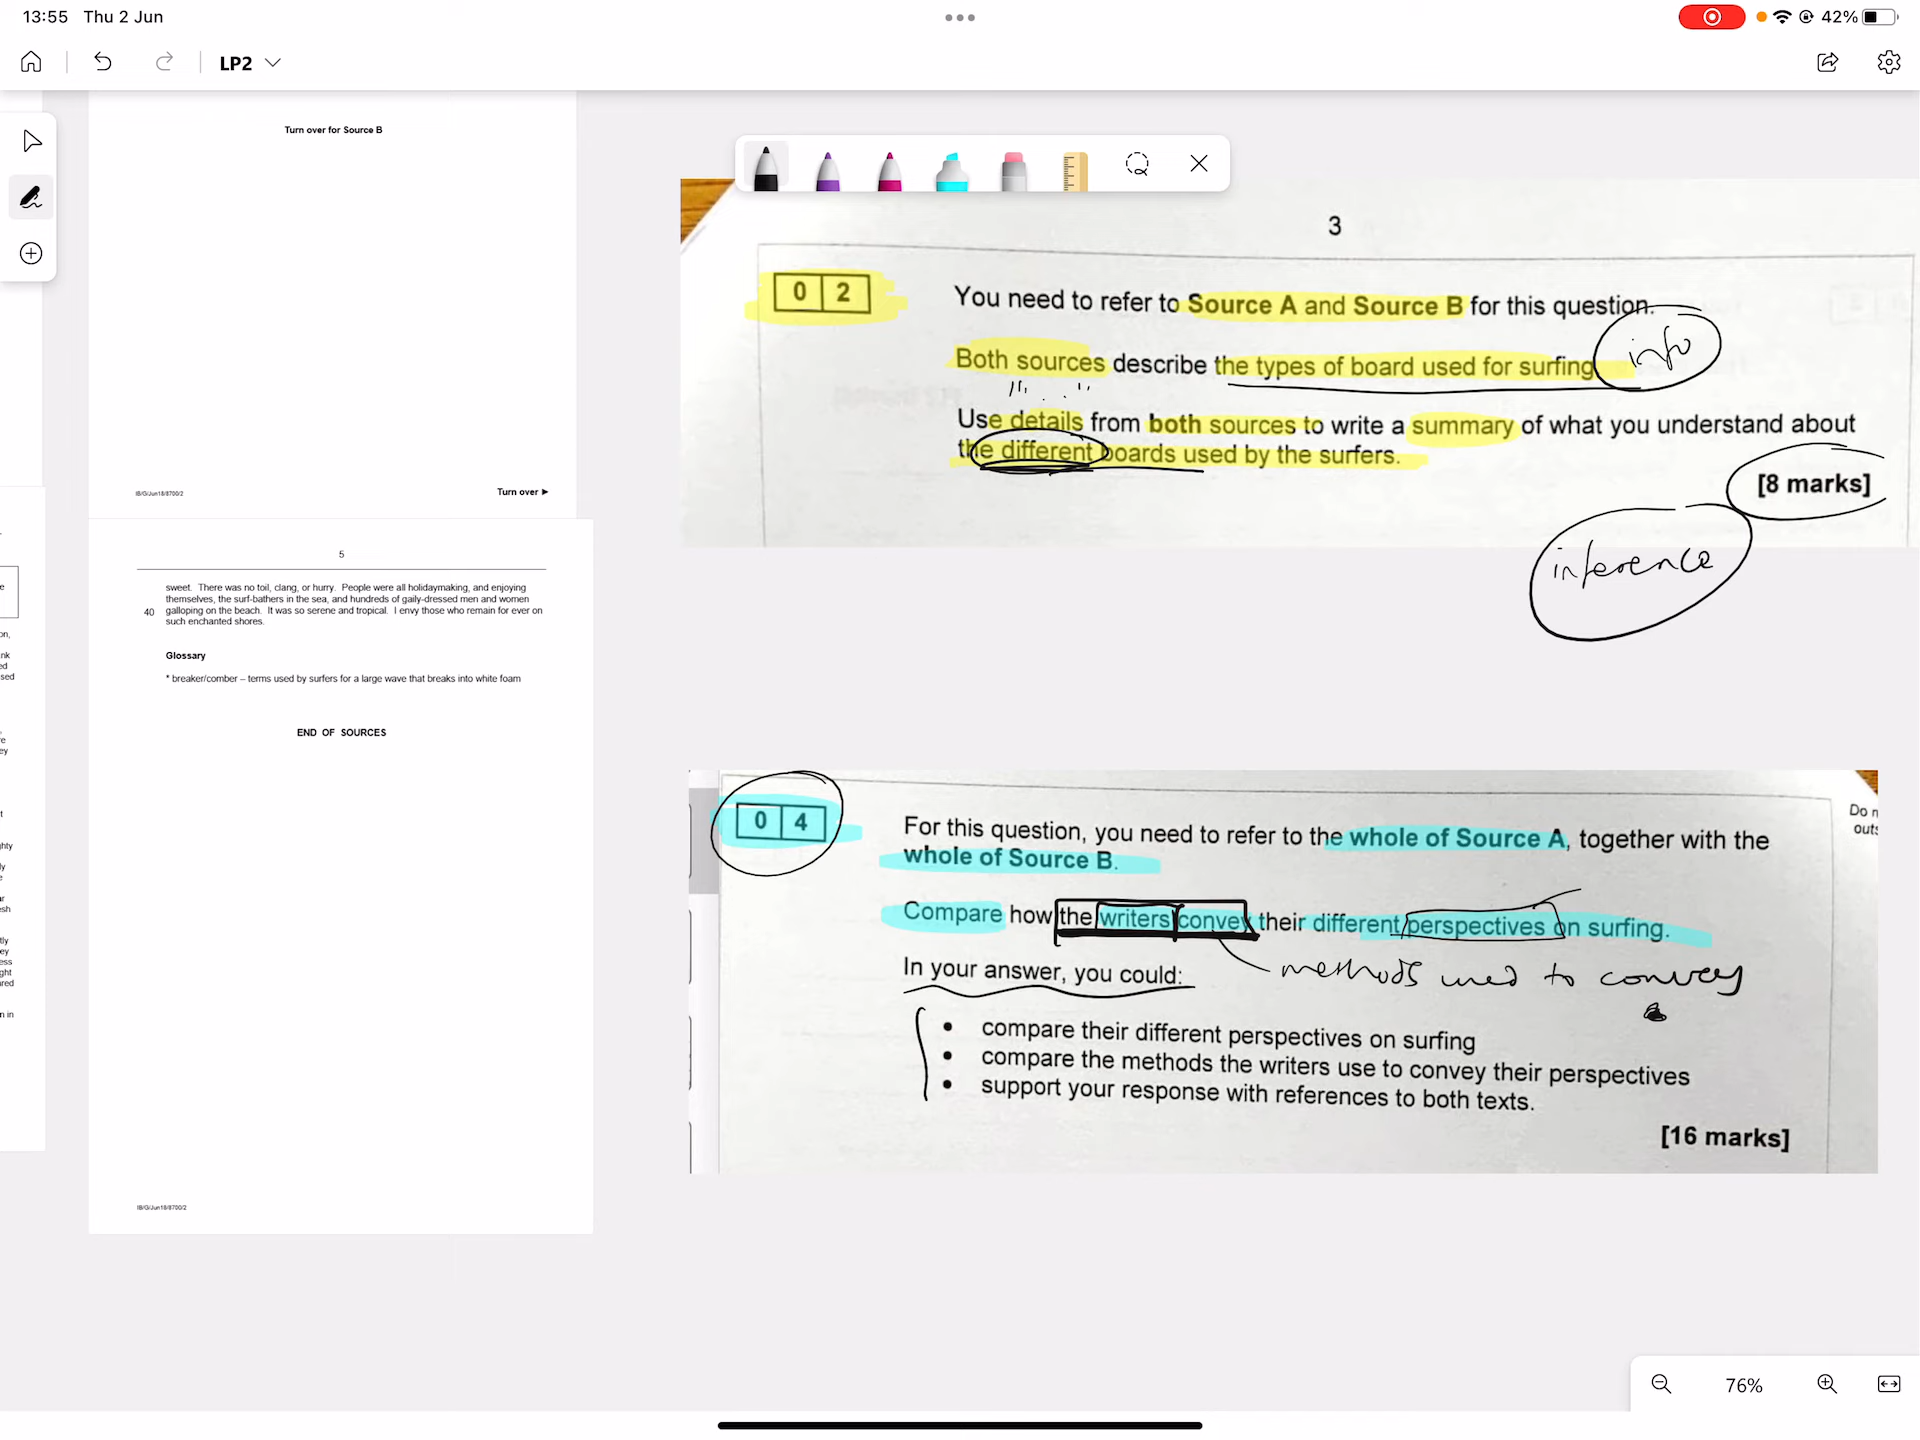 13:55 Thu 2 Jun
42%
LP2
Turn over for Source B
IB/G/Jun18/8700/2
Turn over ►
5
sweet. There was no toil, clang, or hurry. People were all holidaymaking, and enjoying
themselves, the surf-bathers in the sea, and hundreds of gaily-dressed men and women
40 galloping on the beach. It was so serene and tropical. I envy those who remain for ever on
such enchanted shores.
Glossary
* breaker/comber – terms used by surfers for a large wave that breaks into white foam
END OF SOURCES
IB/G/Jun18/8700/2
3
0 2
You need to refer to Source A and Source B for this question.
Both sources describe the types of board used for surfing
info
Use details from both sources to write a summary of what you understand about
the different boards used by the surfers.
[8 marks]
inference
0 4
For this question, you need to refer to the whole of Source A, together with the
whole of Source B.
Compare how the writers convey their different perspectives on surfing.
In your answer, you could:
methods used to convey
• compare their different perspectives on surfing
• compare the methods the writers use to convey their perspectives
• support your response with references to both texts.
[16 marks]
76%